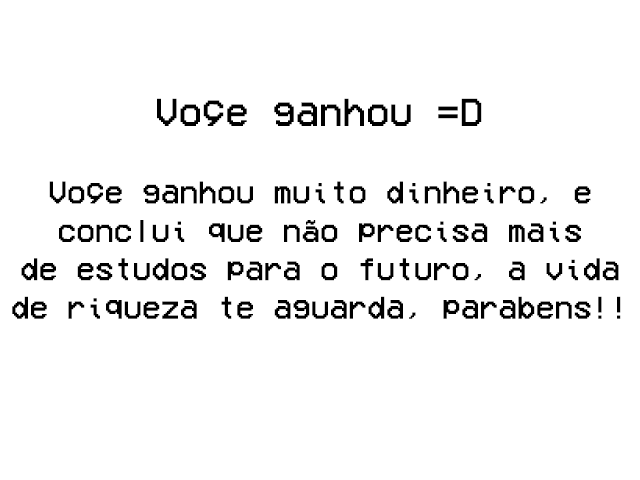 Voçe ganhou =D
Voçe ganhou muito dinheiro, e
conclui que não precisa mais
de estudos para o futuro, a vida
de riqueza te aguarda, parabens!!